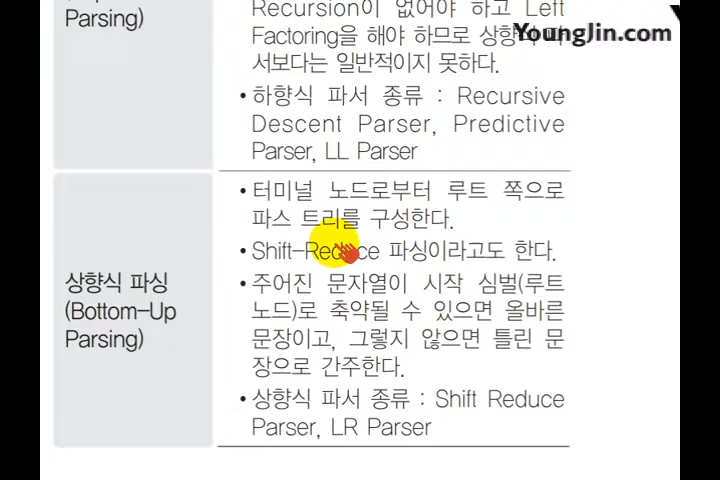 Parsing)
Recursion이 없어야 하고 Left
Factoring을 해야 하므로 상향식
서보다는 일반적이지 못하다.
• 하향식 파서 종류 : Recursive
Descent Parser, Predictive
Parser, LL Parser
YoungJin.com
상향식 파싱
(Bottom-Up
Parsing)
• 터미널 노드로부터 루트 쪽으로
파스 트리를 구성한다.
• Shift-Reduce 파싱이라고도 한다.
• 주어진 문자열이 시작 심벌(루트
노드)로 축약될 수 있으면 올바른
문장이고, 그렇지 않으면 틀린 문
장으로 간주한다.
• 상향식 파서 종류 : Shift Reduce
Parser, LR Parser